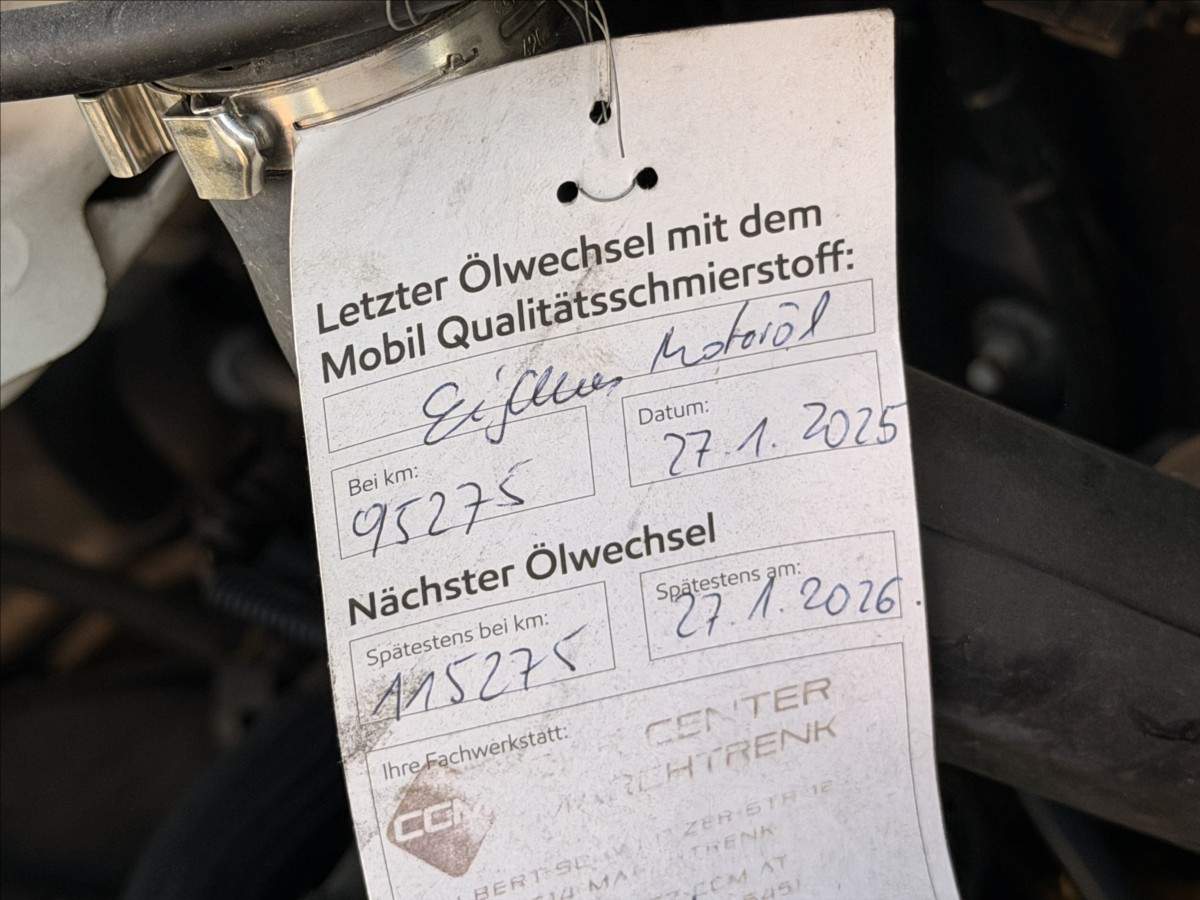 Letzter Ölwechsel mit dem
Mobil Qualitätsschmierstoff:
Motoröl
Bei km:
95275
Datum:
27.1.2025
Nächster Ölwechsel
Spätestens bei km:
115275
Spätestens am:
27.1.2026
Ihre Fachwerkstatt:
CCM
CENTER